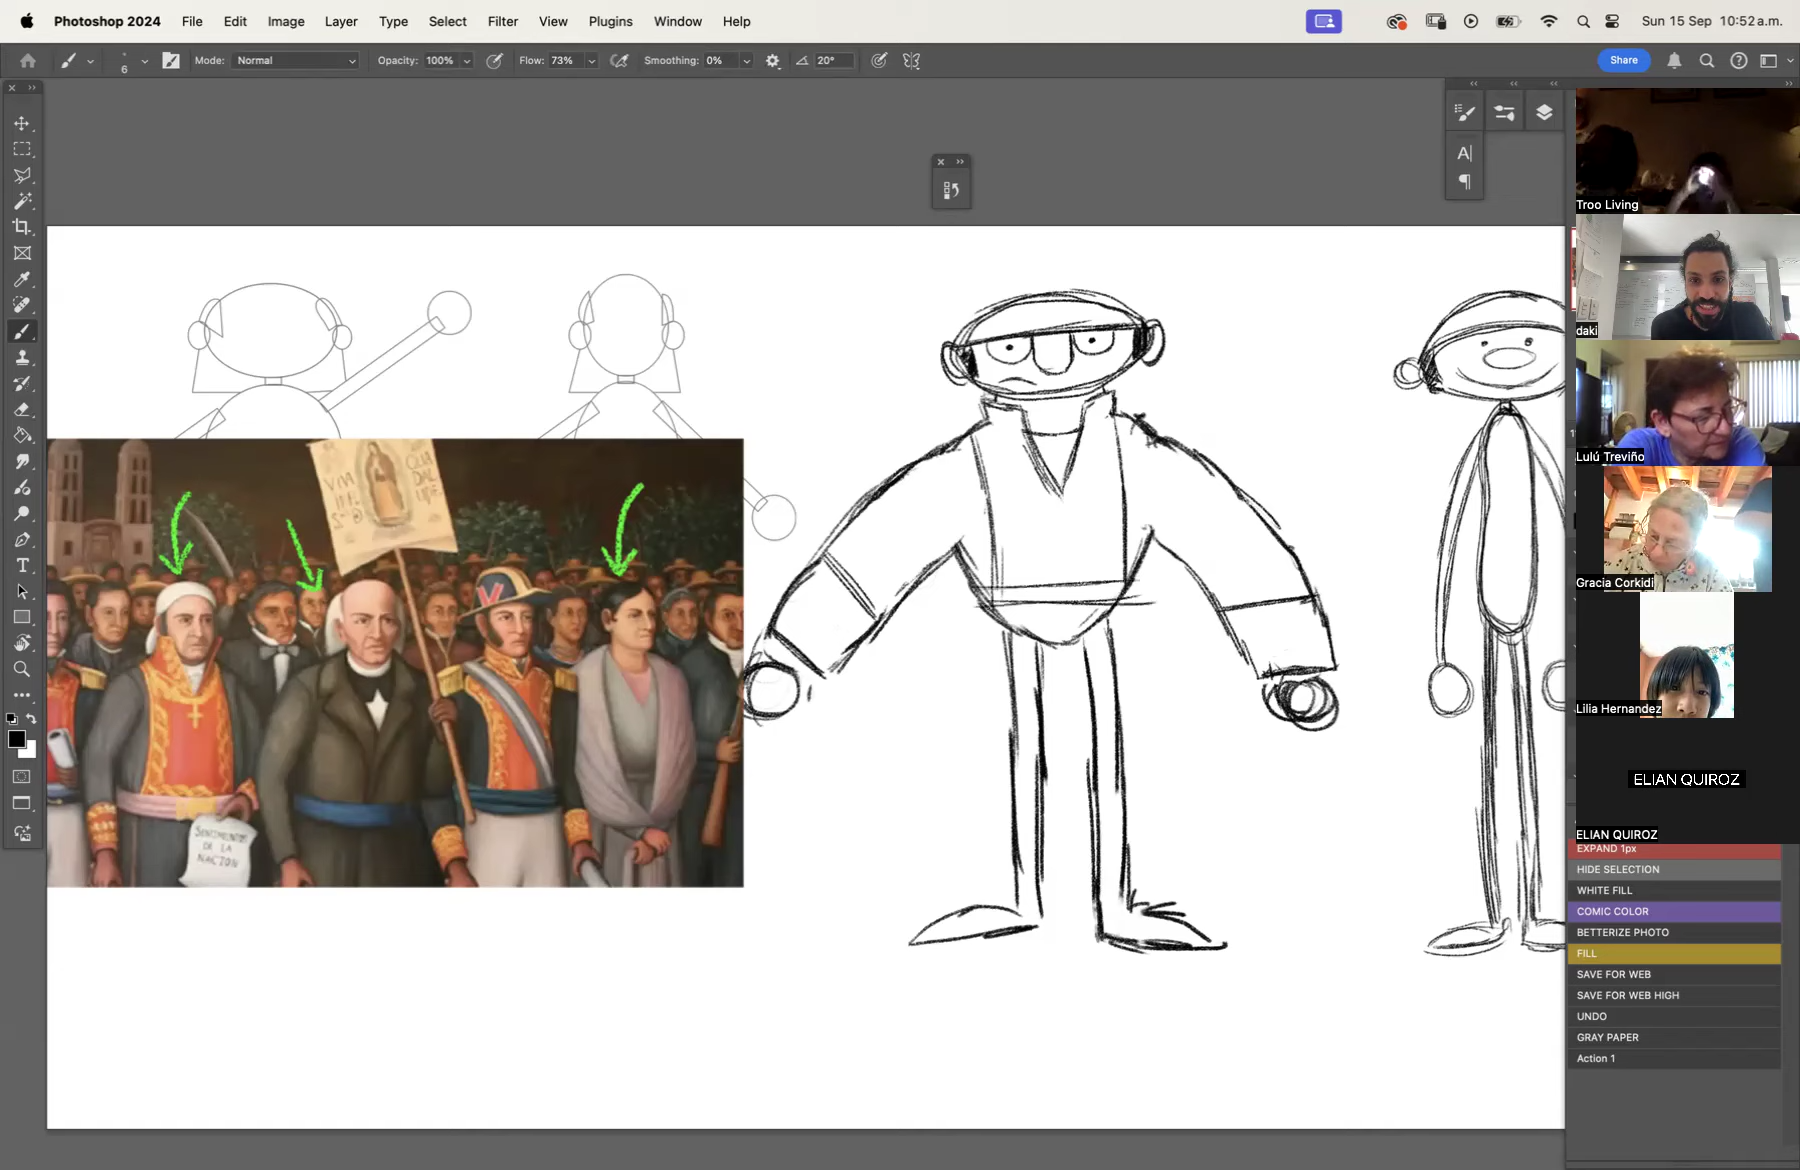 Photoshop 2024 File Edit Image Layer Type Select Filter View Plugins Window Help Sun 15 Sep 10:52 a.m.
6 Mode: Normal Opacity: 100% Flow: 73% Smoothing: 0% 20° Share
A|
Troo Living
daki
Lulú Treviño
Gracia Corkidi
Lilia Hernandez
ELIAN QUIROZ
ELIAN QUIROZ
SENTIMIENTOS
DE LA
NACION
EXPAND 1px
HIDE SELECTION
WHITE FILL
COMIC COLOR
BETTERIZE PHOTO
FILL
SAVE FOR WEB
SAVE FOR WEB HIGH
UNDO
GRAY PAPER
Action 1